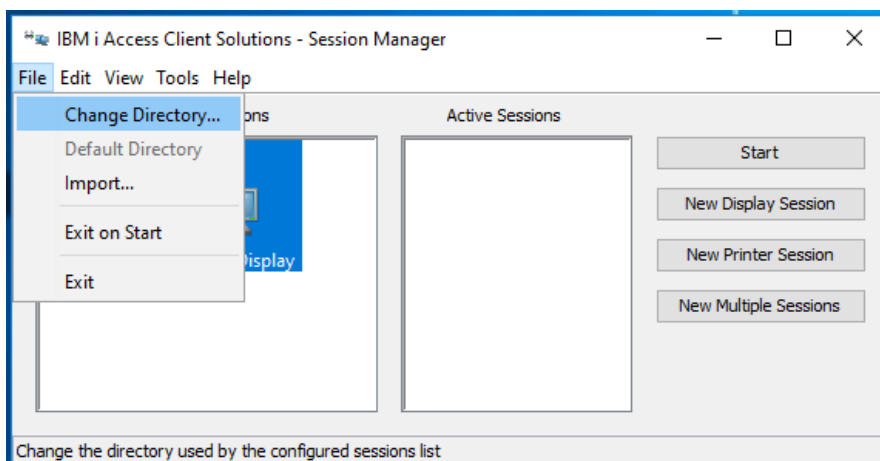 IBM i Access Client Solutions - Session Manager
File Edit View Tools Help
Change Directory...
Default Directory
Import...
Exit on Start
Exit
ons
isplay
Active Sessions
Start
New Display Session
New Printer Session
New Multiple Sessions
Change the directory used by the configured sessions list